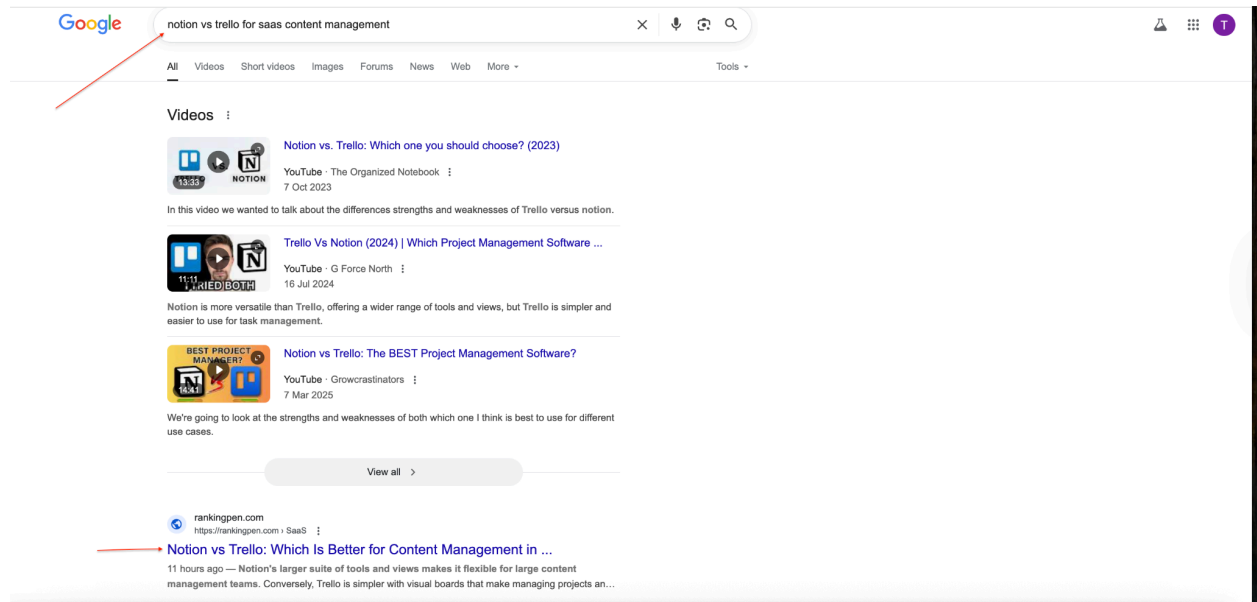 Google
notion vs trello for saas content management
T
All Videos Short videos Images Forums News Web More Tools
Videos
Notion vs. Trello: Which one you should choose? (2023)
13:33
NOTION
YouTube · The Organized Notebook
7 Oct 2023
In this video we wanted to talk about the differences strengths and weaknesses of Trello versus notion.
Trello Vs Notion (2024) | Which Project Management Software ...
11:11
I TRIED BOTH
YouTube · G Force North
16 Jul 2024
Notion is more versatile than Trello, offering a wider range of tools and views, but Trello is simpler and
easier to use for task management.
BEST PROJECT
MANAGER?
14:41
Notion vs Trello: The BEST Project Management Software?
YouTube · Growcrastinators
7 Mar 2025
We're going to look at the strengths and weaknesses of both which one I think is best to use for different
use cases.
View all
rankingpen.com
https://rankingpen.com › SaaS
Notion vs Trello: Which Is Better for Content Management in ...
11 hours ago — Notion's larger suite of tools and views makes it flexible for large content
management teams. Conversely, Trello is simpler with visual boards that make managing projects an...